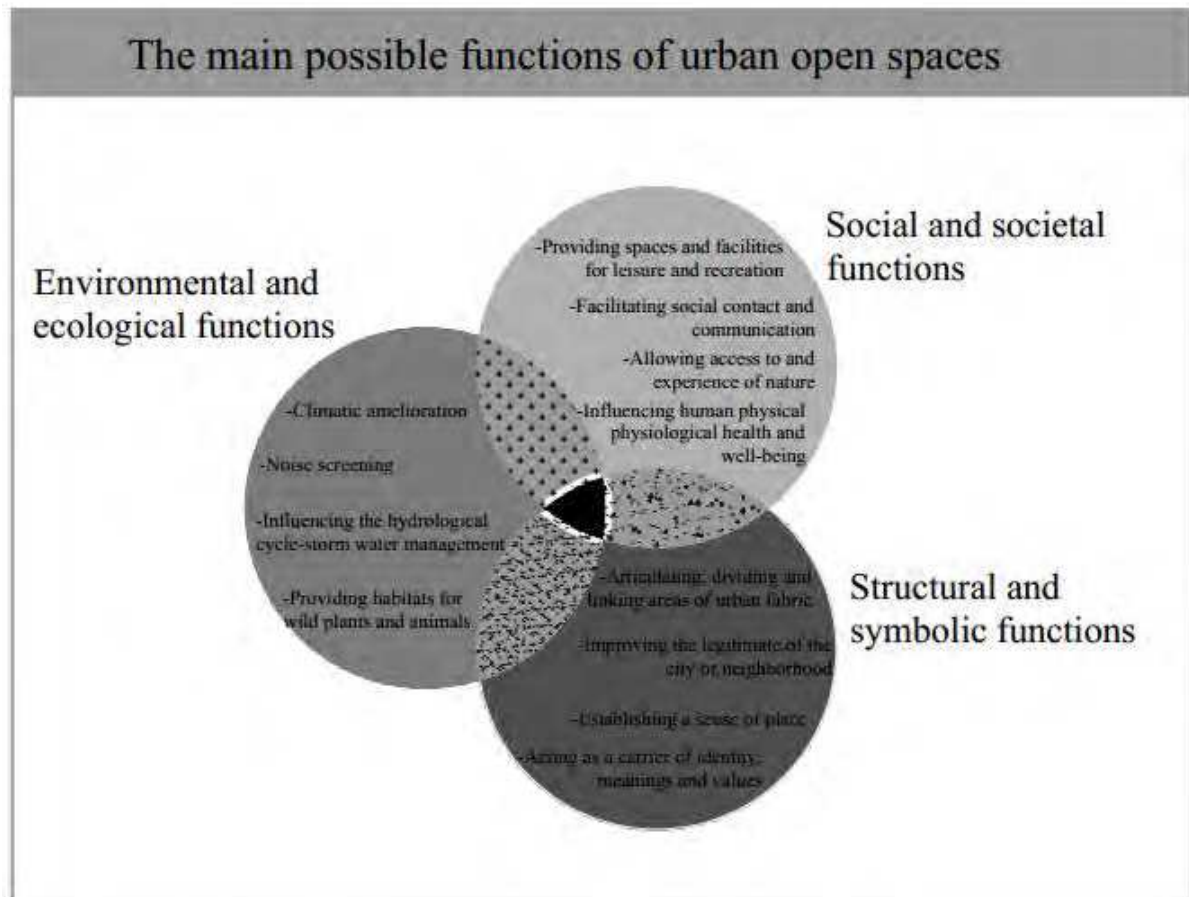 The main possible functions of urban open spaces
Social and societal
functions
-Providing spaces and facilities
for leisure and recreation
-Facilitating social contact and
communication
-Allowing access to and
experience of nature
-Influencing human physical
physiological health and
well-being
Environmental and
ecological functions
-Climatic amelioration
-Noise screening
-Influencing the hydrological
cycle-storm water management
-Providing habitats for
wild plants and animals
Structural and
symbolic functions
-Articulating, dividing and
linking areas of urban fabric
-Improving the legitimate of the
city or neighborhood
-Establishing a sense of place
-Acting as a carrier of identity,
meanings and values